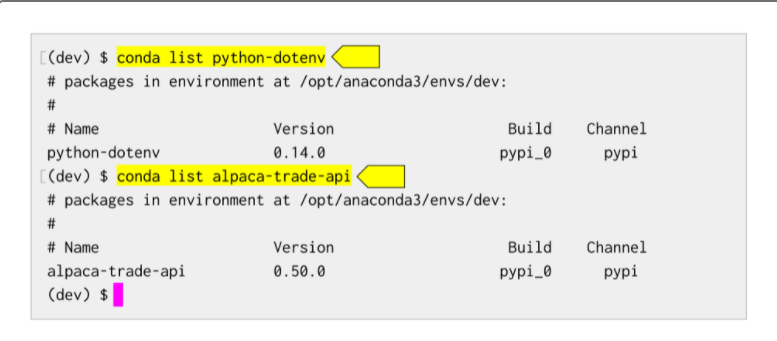 [(dev) $ conda list python-dotenv
# packages in environment at /opt/anaconda3/envs/dev:
#
# Name Version Build Channel
python-dotenv 0.14.0 pypi_0 pypi
[(dev) $ conda list alpaca-trade-api
# packages in environment at /opt/anaconda3/envs/dev:
#
# Name Version Build Channel
alpaca-trade-api 0.50.0 pypi_0 pypi
(dev) $